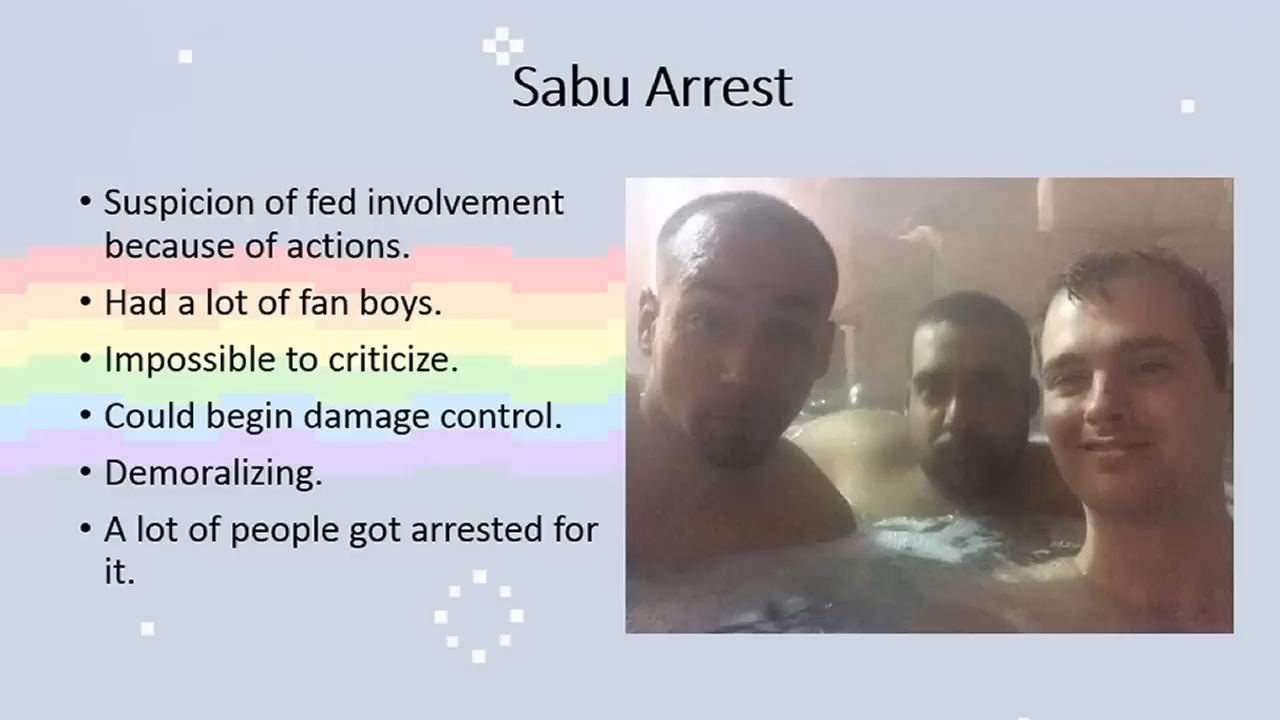 Sabu Arrest
• Suspicion of fed involvement
because of actions.
• Had a lot of fan boys.
• Impossible to criticize.
• Could begin damage control.
• Demoralizing.
• A lot of people got arrested for
it.